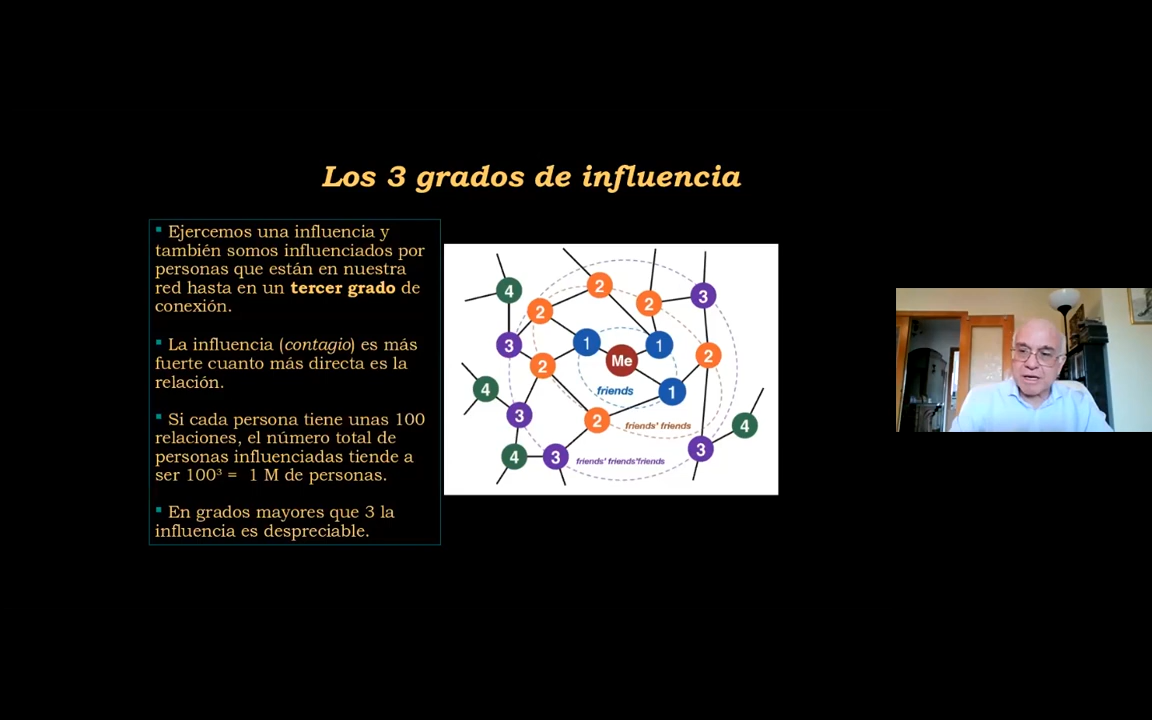 Los 3 grados de influencia
▪ Ejercemos una influencia y
también somos influenciados por
personas que están en nuestra
red hasta en un tercer grado de
conexión.
▪ La influencia (contagio) es más
fuerte cuanto más directa es la
relación.
▪ Si cada persona tiene unas 100
relaciones, el número total de
personas influenciadas tiende a
ser 100³ = 1 M de personas.
▪ En grados mayores que 3 la
influencia es despreciable.
4
2
2
2
3
3
1
1
2
Me
2
4
friends
1
3
2
friends' friends
4
4
3
friends' friends'friends
3